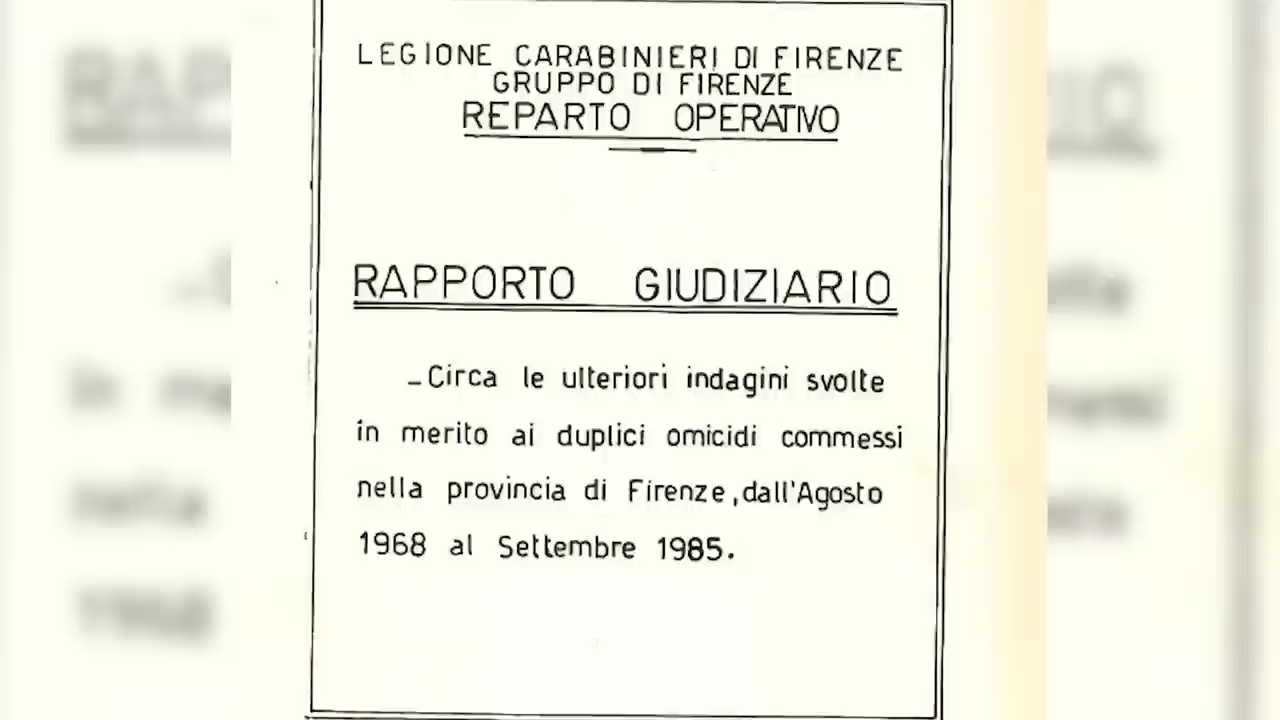 LEGIONE CARABINIERI DI FIRENZE
GRUPPO DI FIRENZE
REPARTO OPERATIVO
RAPPORTO GIUDIZIARIO
-Circa le ulteriori indagini svolte
in merito ai duplici omicidi commessi
nella provincia di Firenze, dall'Agosto
1968 al Settembre 1985.